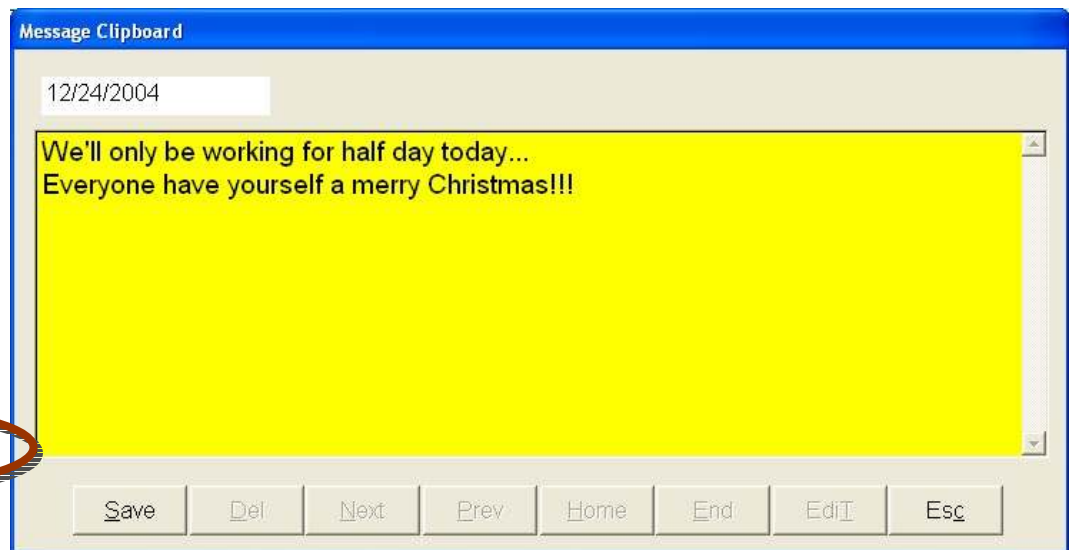 Message Clipboard
12/24/2004
We'll only be working for half day today...
Everyone have yourself a merry Christmas!!!
Save Del Next Prev Home End EdiT Esc